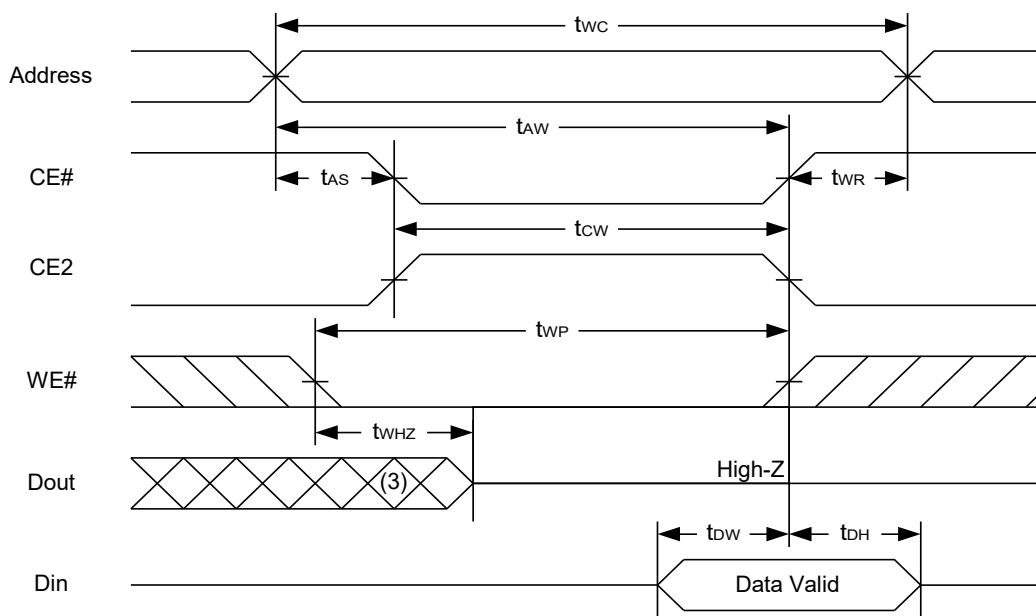 tWC
Address
tAW
CE#
tAS
tWR
tCW
CE2
tWP
WE#
tWHZ
Dout
(3)
High-Z
tDW
tDH
Din
Data Valid